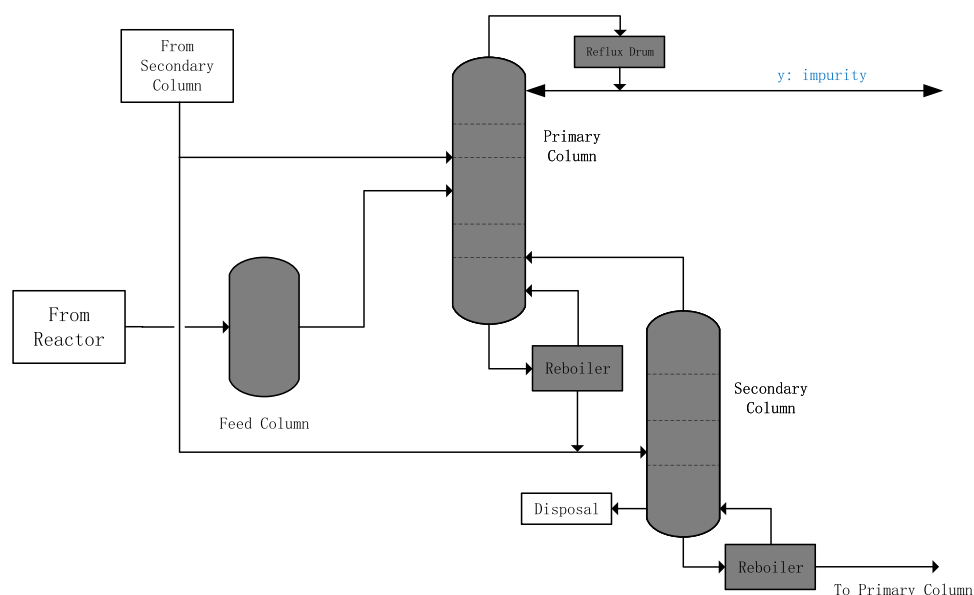 From
Secondary
Column
Reflux Drum
y: impurity
Primary
Column
From
Reactor
Feed Column
Reboiler
Secondary
Column
Disposal
Reboiler
To Primary Column